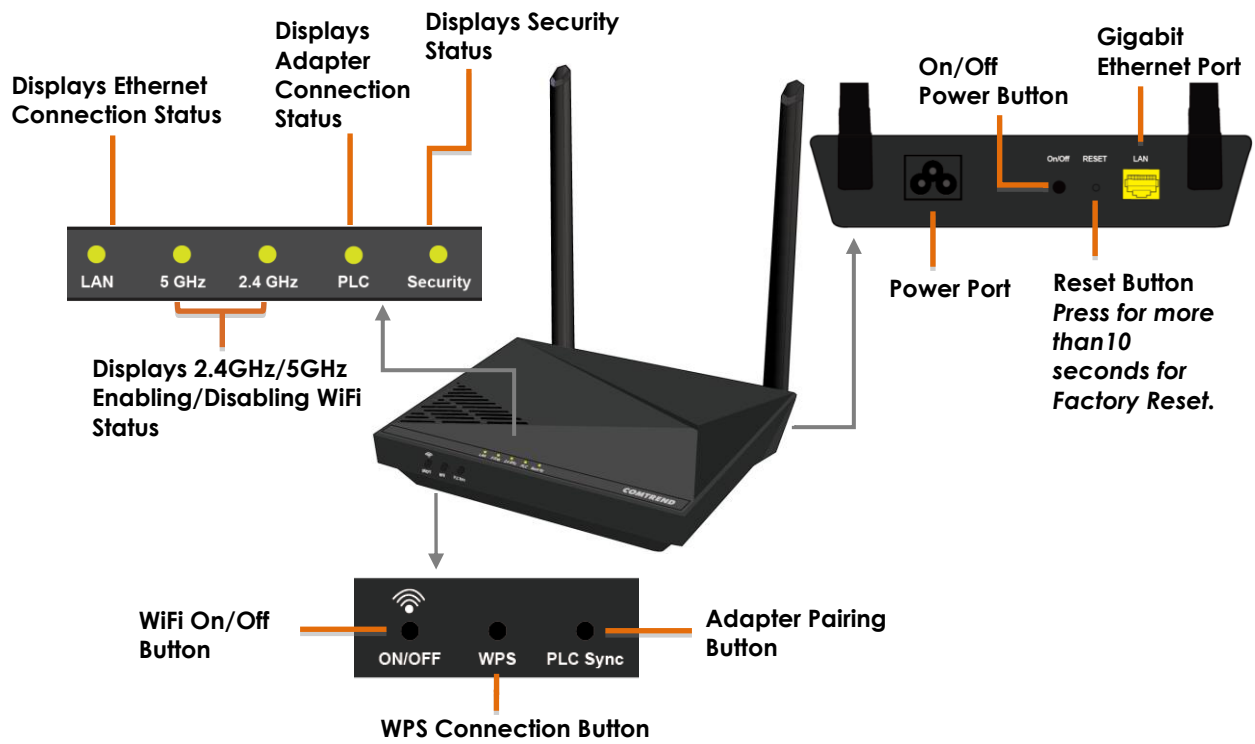 Displays Ethernet
Connection Status
Displays
Adapter
Connection
Status
Displays Security
Status
LAN
5 GHz
2.4 GHz
PLC
Security
Displays 2.4GHz/5GHz
Enabling/Disabling WiFi
Status
On/Off
Power Button
Gigabit
Ethernet Port
On/Off
RESET
LAN
Power Port
Reset Button
Press for more
than10
seconds for
Factory Reset.
COMTREND
WiFi On/Off
Button
ON/OFF
WPS
PLC Sync
Adapter Pairing
Button
WPS Connection Button